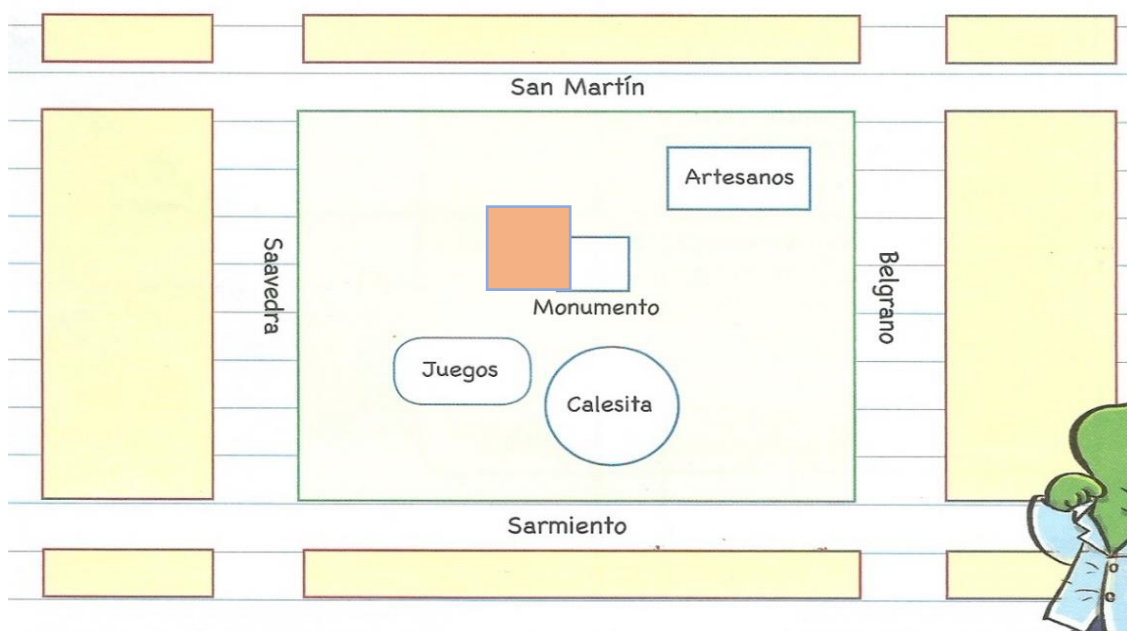 San Martín
Artesanos
Saavedra
Belgrano
Monumento
Juegos
Calesita
Sarmiento